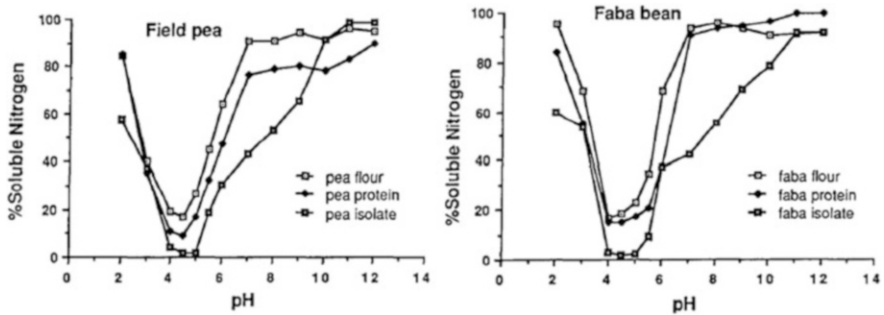 Field pea
%Soluble Nitrogen
100
80
60
40
20
0
pea flour
pea protein
pea isolate
0 2 4 6 8 10 12 14
pH
Faba bean
%Soluble Nitrogen
100
80
60
40
20
0
faba flour
faba protein
faba isolate
0 2 4 6 8 10 12 14
pH